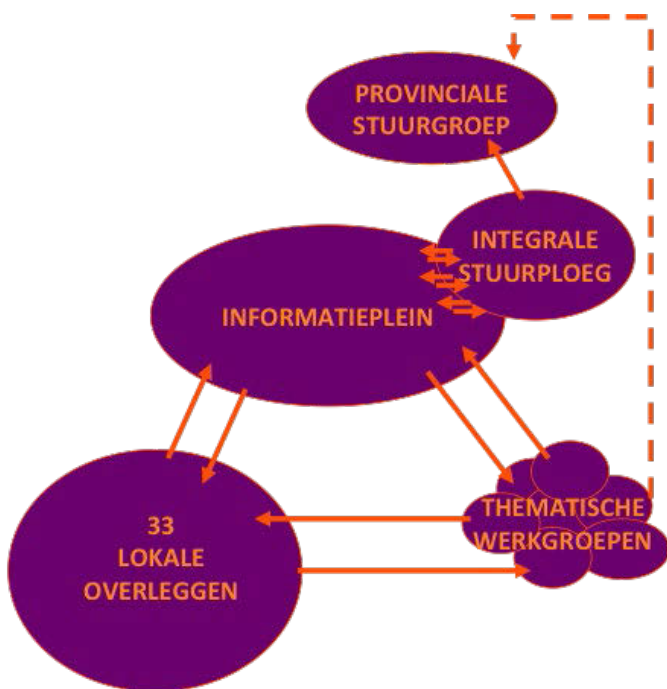 PROVINCIALE
STUURGROEP
INTEGRALE
STUURPLOEG
INFORMATIEPLEIN
33
LOKALE
OVERLEGGEN
THEMATISCHE
WERKGROEPEN